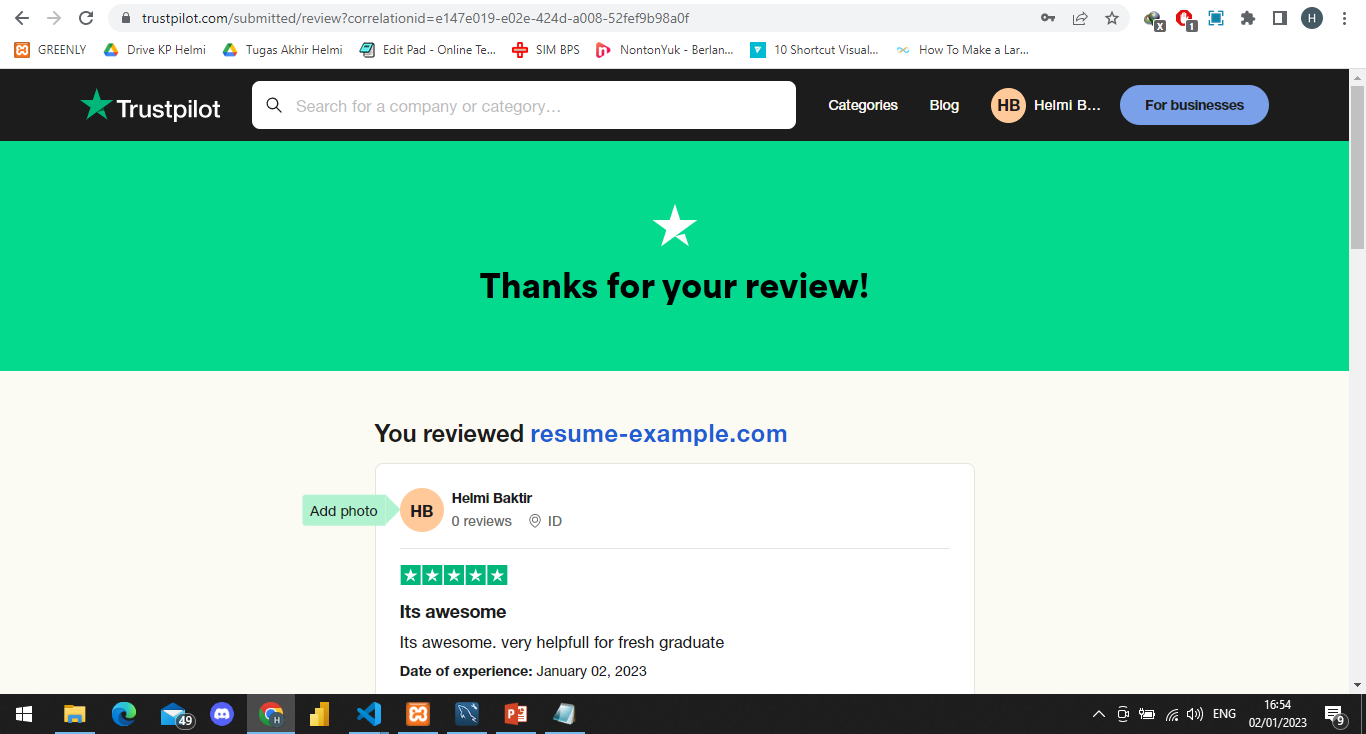 trustpilot.com/submitted/review?correlationid=e147e019-e02e-424d-a008-52fef9b98a0f
X
1
H
GREENLY
Drive KP Helmi
Tugas Akhir Helmi
Edit Pad - Online Te...
SIM BPS
NontonYuk - Berlan...
10 Shortcut Visual...
How To Make a Lar...
Trustpilot
Search for a company or category…
Categories
Blog
HB
Helmi B...
For businesses
Thanks for your review!
You reviewed resume-example.com
Add photo
HB
Helmi Baktir
0 reviews
ID
Its awesome
Its awesome. very helpfull for fresh graduate
Date of experience: January 02, 2023
49
H
ENG
16:54
02/01/2023
9